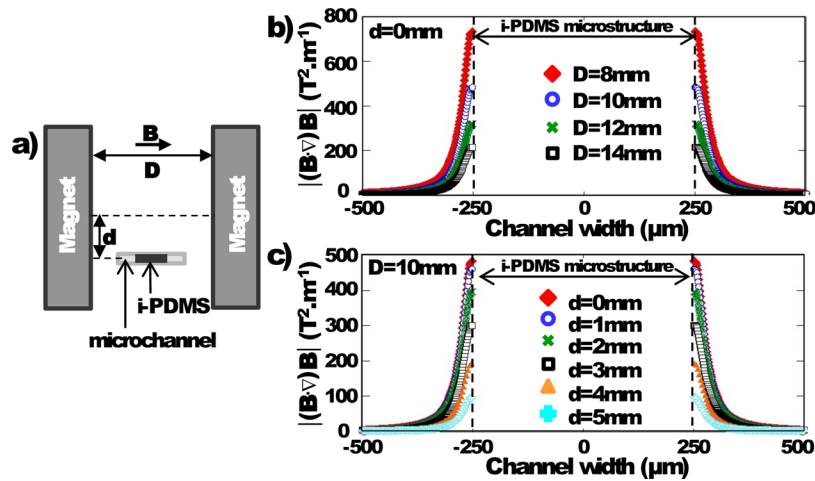 a)
B
D
Magnet
Magnet
d
i-PDMS
microchannel
b)
d=0mm
i-PDMS microstructure
|(B·∇)B| (T².m⁻¹)
800
600
400
200
0
D=8mm
D=10mm
D=12mm
D=14mm
-500
-250
0
250
500
Channel width (µm)
c)
D=10mm
i-PDMS microstructure
|(B·∇)B| (T².m⁻¹)
500
400
300
200
100
0
d=0mm
d=1mm
d=2mm
d=3mm
d=4mm
d=5mm
-500
-250
0
250
500
Channel width (µm)